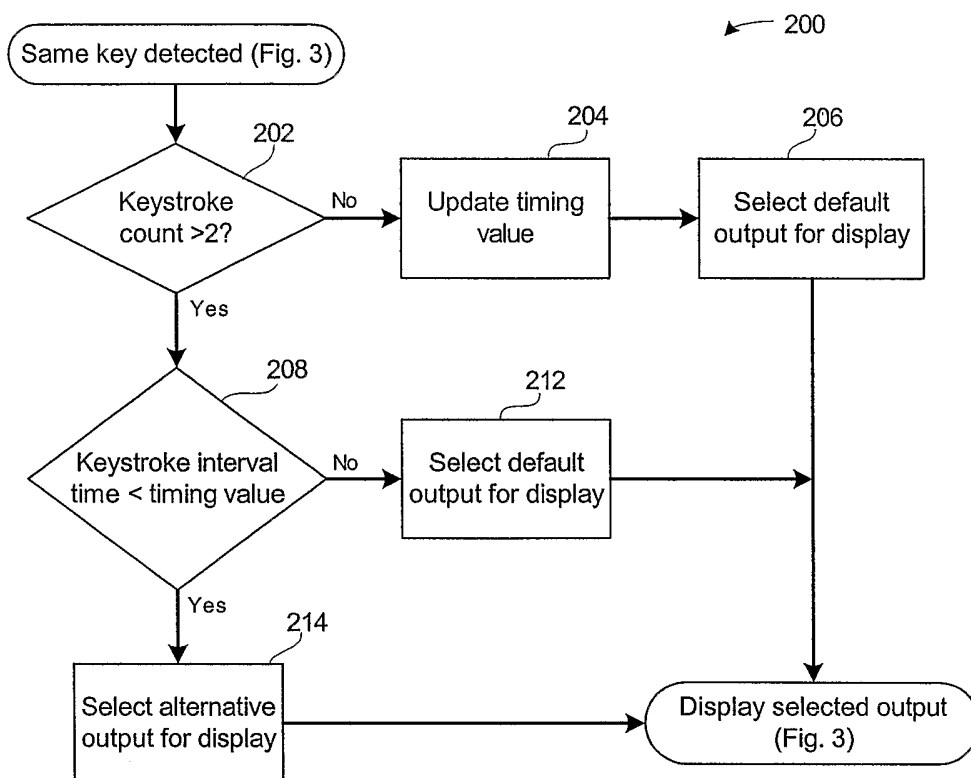 200
Same key detected (Fig. 3)
202
Keystroke
count >2?
No
204
Update timing
value
206
Select default
output for display
Yes
208
Keystroke interval
time < timing value
No
212
Select default
output for display
Yes
214
Select alternative
output for display
Display selected output
(Fig. 3)